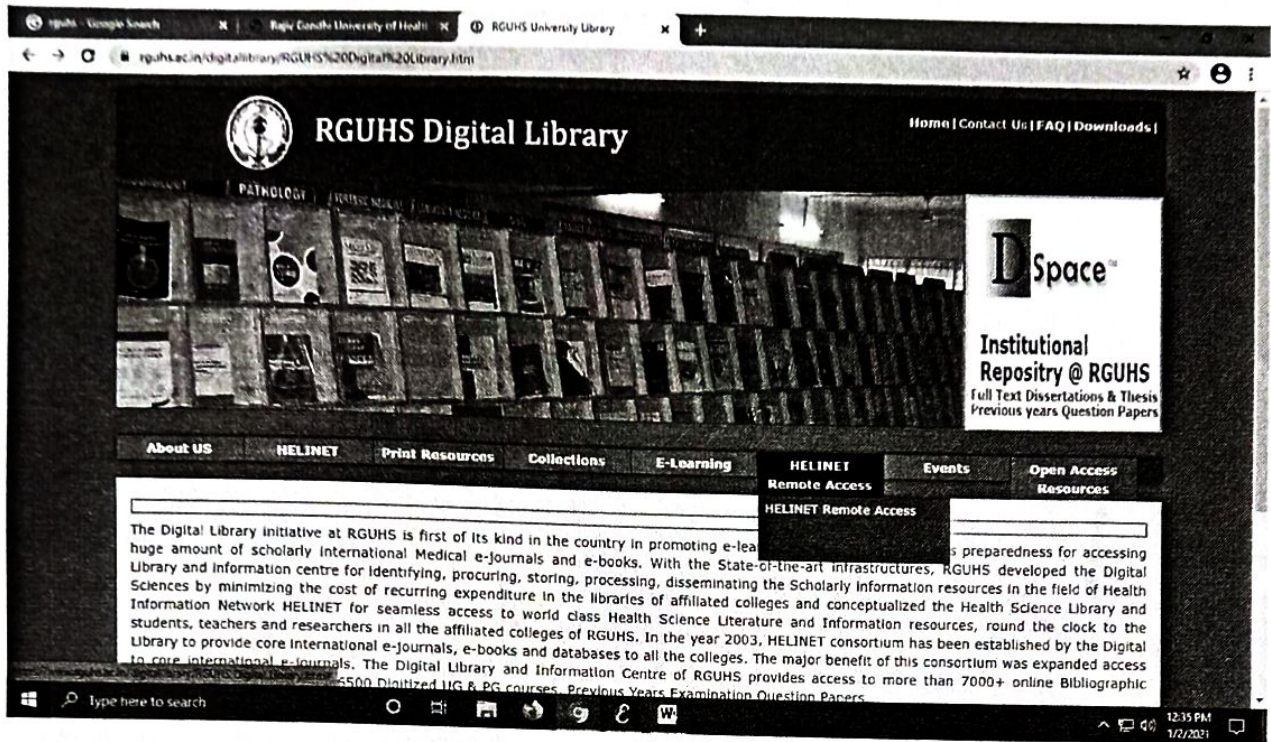 rguhs - Google Search
Rajiv Gandhi University of Healt
RGUHS University Library
rguhs.ac.in/digitallibrary/RGUHS%20Digital%20Library.htm
RGUHS Digital Library
Home | Contact Us | FAQ | Downloads |
PATHOLOGY
DSpace™
Institutional
Repositry @ RGUHS
Full Text Dissertations & Thesis
Previous years Question Papers
About US
HELINET
Print Resources
Collections
E-Learning
HELINET
Remote Access
Events
Open Access
Resources
HELINET Remote Access
The Digital Library initiative at RGUHS is first of its kind in the country in promoting e-lea s preparedness for accessing
huge amount of scholarly International Medical e-journals and e-books. With the State-of-the-art infrastructures, RGUHS developed the Digital
Library and Information centre for identifying, procuring, storing, processing, disseminating the Scholarly information resources in the field of Health
Sciences by minimizing the cost of recurring expenditure in the libraries of affiliated colleges and conceptualized the Health Science Library and
Information Network HELINET for seamless access to world class Health Science Literature and Information resources, round the clock to the
students, teachers and researchers in all the affiliated colleges of RGUHS. In the year 2003, HELINET consortium has been established by the Digital
Library to provide core International e-journals, e-books and databases to all the colleges. The major benefit of this consortium was expanded access
to core international e-journals. The Digital Library and Information Centre of RGUHS provides access to more than 7000+ online Bibliographic
6500 Digitized UG & PG courses, Previous Years Examination Question Papers
Type here to search
12:35 PM
1/2/2021